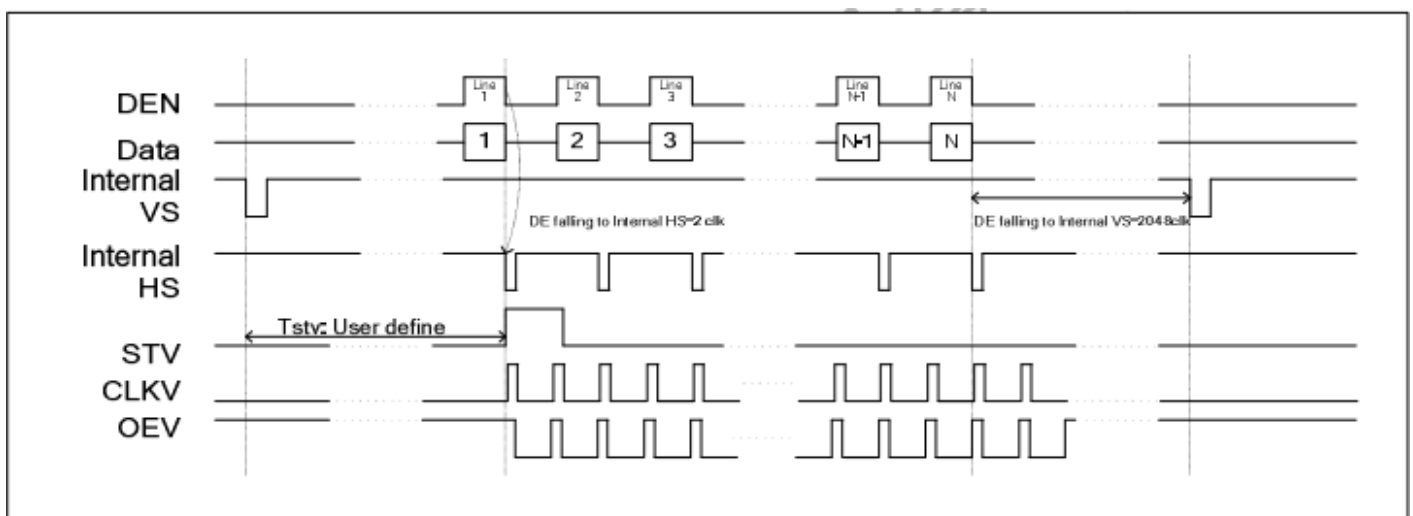 Line 1
Line 2
Line 3
Line N-1
Line N
DEN
1
2
3
N-1
N
Data
Internal VS
DE falling to Internal HS=2 clk
DE falling to Internal VS=2048clk
Internal HS
Tstv: User define
STV
CLKV
OEV